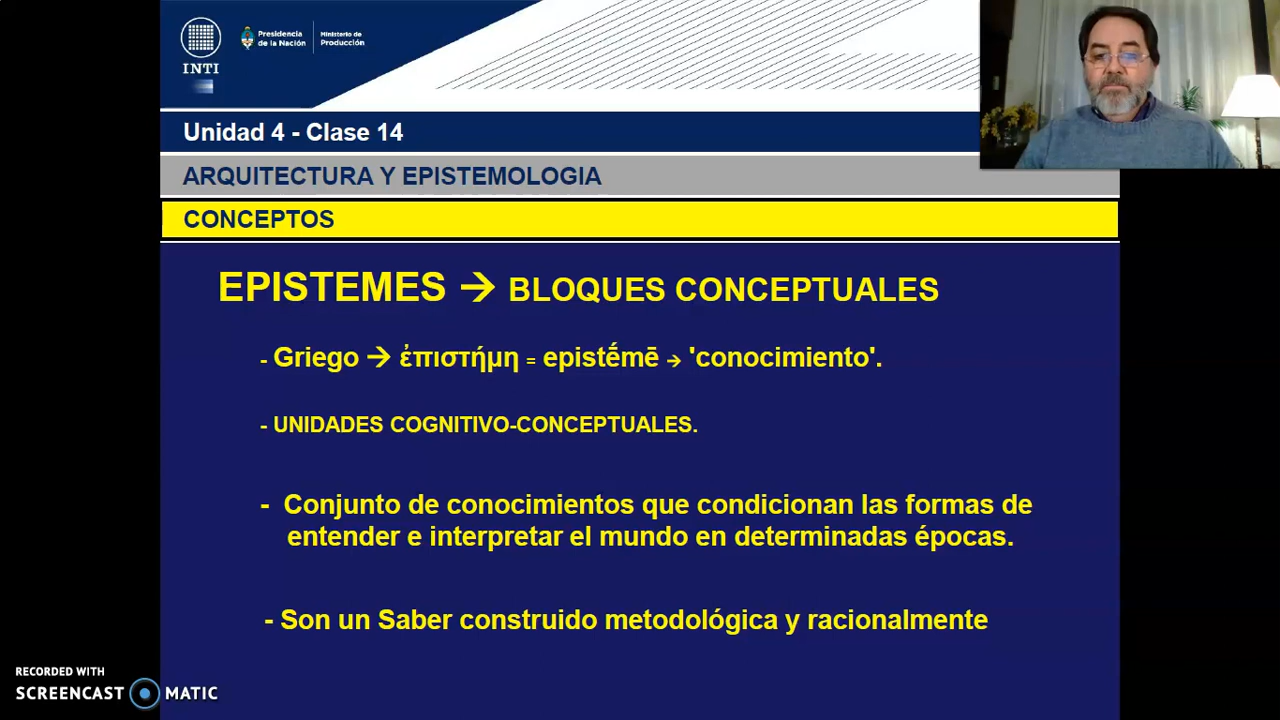 INTI
Presidencia
de la Nación
Ministerio de
Producción
Unidad 4 - Clase 14
ARQUITECTURA Y EPISTEMOLOGIA
CONCEPTOS
EPISTEMES → BLOQUES CONCEPTUALES
- Griego → ἐπιστήμη = epistḗmē → 'conocimiento'.
- UNIDADES COGNITIVO-CONCEPTUALES.
- Conjunto de conocimientos que condicionan las formas de
entender e interpretar el mundo en determinadas épocas.
- Son un Saber construido metodológica y racionalmente
RECORDED WITH
SCREENCAST MATIC